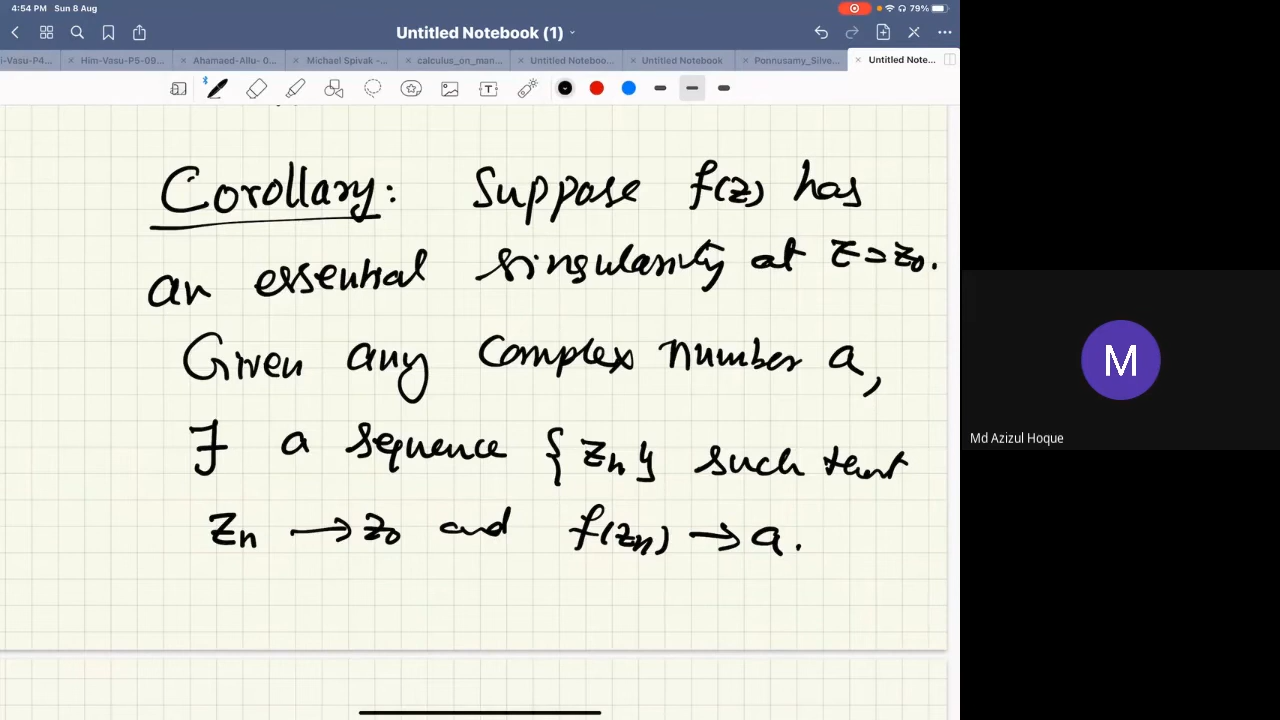 4:54 PM Sun 8 Aug
79%
Untitled Notebook (1)
i-Vasu-P4...
Him-Vasu-P5-09...
Ahamaed-Allu- 0...
Michael Spivak -...
calculus_on_man...
Untitled Noteboo...
Untitled Notebook
Ponnusamy_Silve...
Untitled Note...
Corollary: Suppose f(z) has
an essential singularity at z=z₀.
Given any complex number a,
∃ a sequence {zₙ} such that
zₙ → z₀ and f(zₙ) → a.
M
Md Azizul Hoque